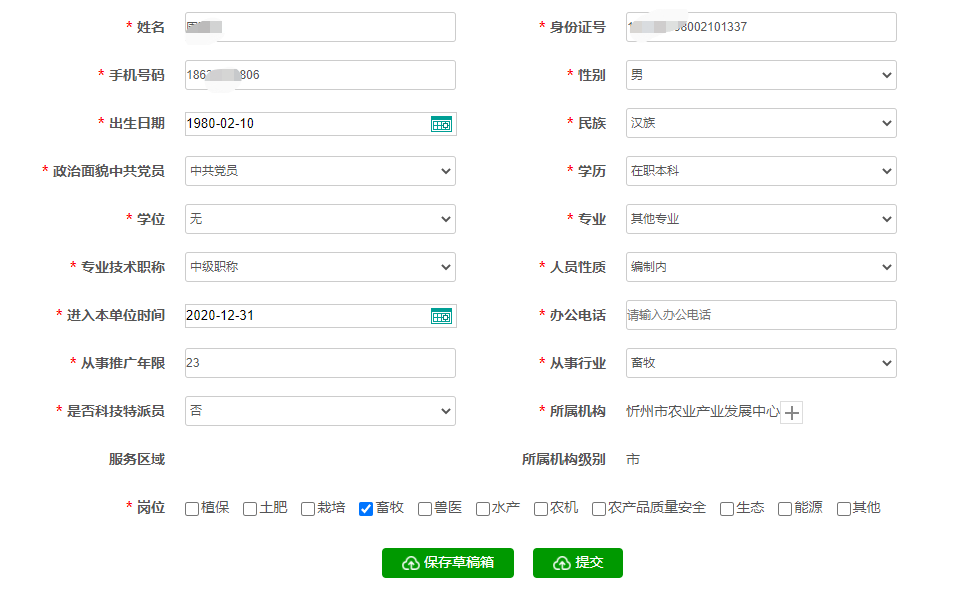 * 姓名 * 身份证号 8002101337
* 手机号码 186 806 * 性别 男
* 出生日期 1980-02-10 * 民族 汉族
* 政治面貌中共党员 中共党员 * 学历 在职本科
* 学位 无 * 专业 其他专业
* 专业技术职称 中级职称 * 人员性质 编制内
* 进入本单位时间 2020-12-31 * 办公电话 请输入办公电话
* 从事推广年限 23 * 从事行业 畜牧
* 是否科技特派员 否 * 所属机构 忻州市农业产业发展中心
服务区域 所属机构级别 市
* 岗位 植保 土肥 栽培 畜牧 兽医 水产 农机 农产品质量安全 生态 能源 其他
保存草稿箱 提交